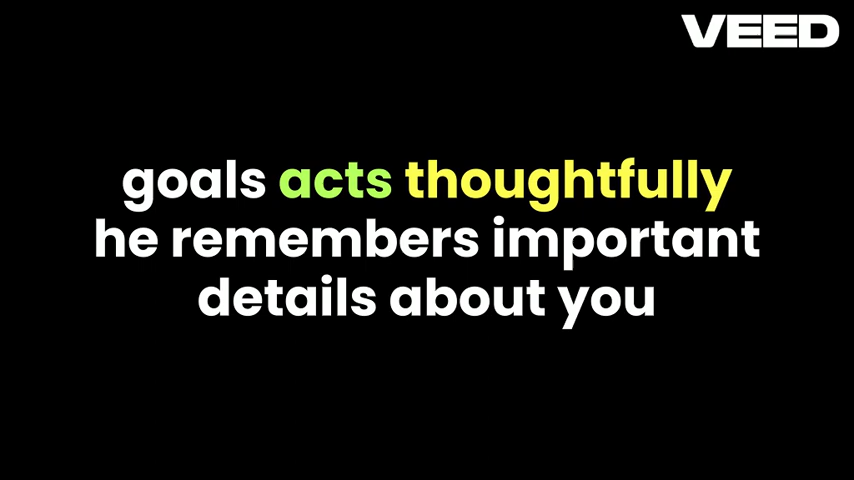 VEED
goals acts thoughtfully
he remembers important
details about you